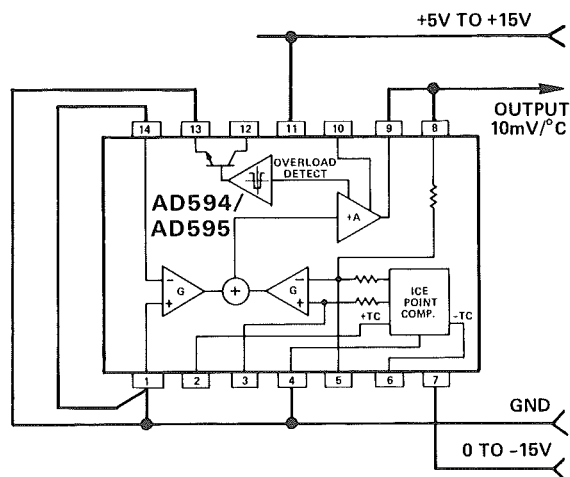 +5V TO +15V
OUTPUT
10mV/°C
14
13
12
11
10
9
8
OVERLOAD
DETECT
AD594/
AD595
+A
-
+
G
+
G
-
+
ICE
POINT
COMP.
+TC
-TC
1
2
3
4
5
6
7
GND
0 TO -15V